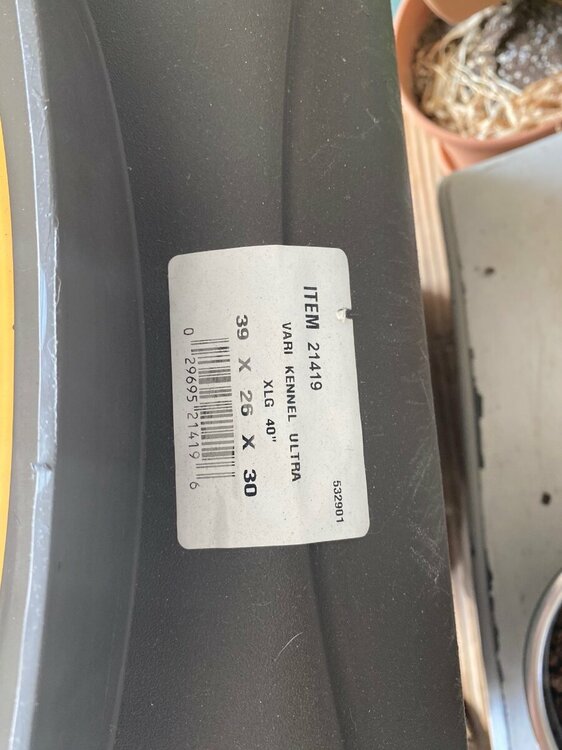 ITEM 21419
532901
VARI KENNEL ULTRA
XLG 40"
39 X 26 X 30
0 29695 21419 6